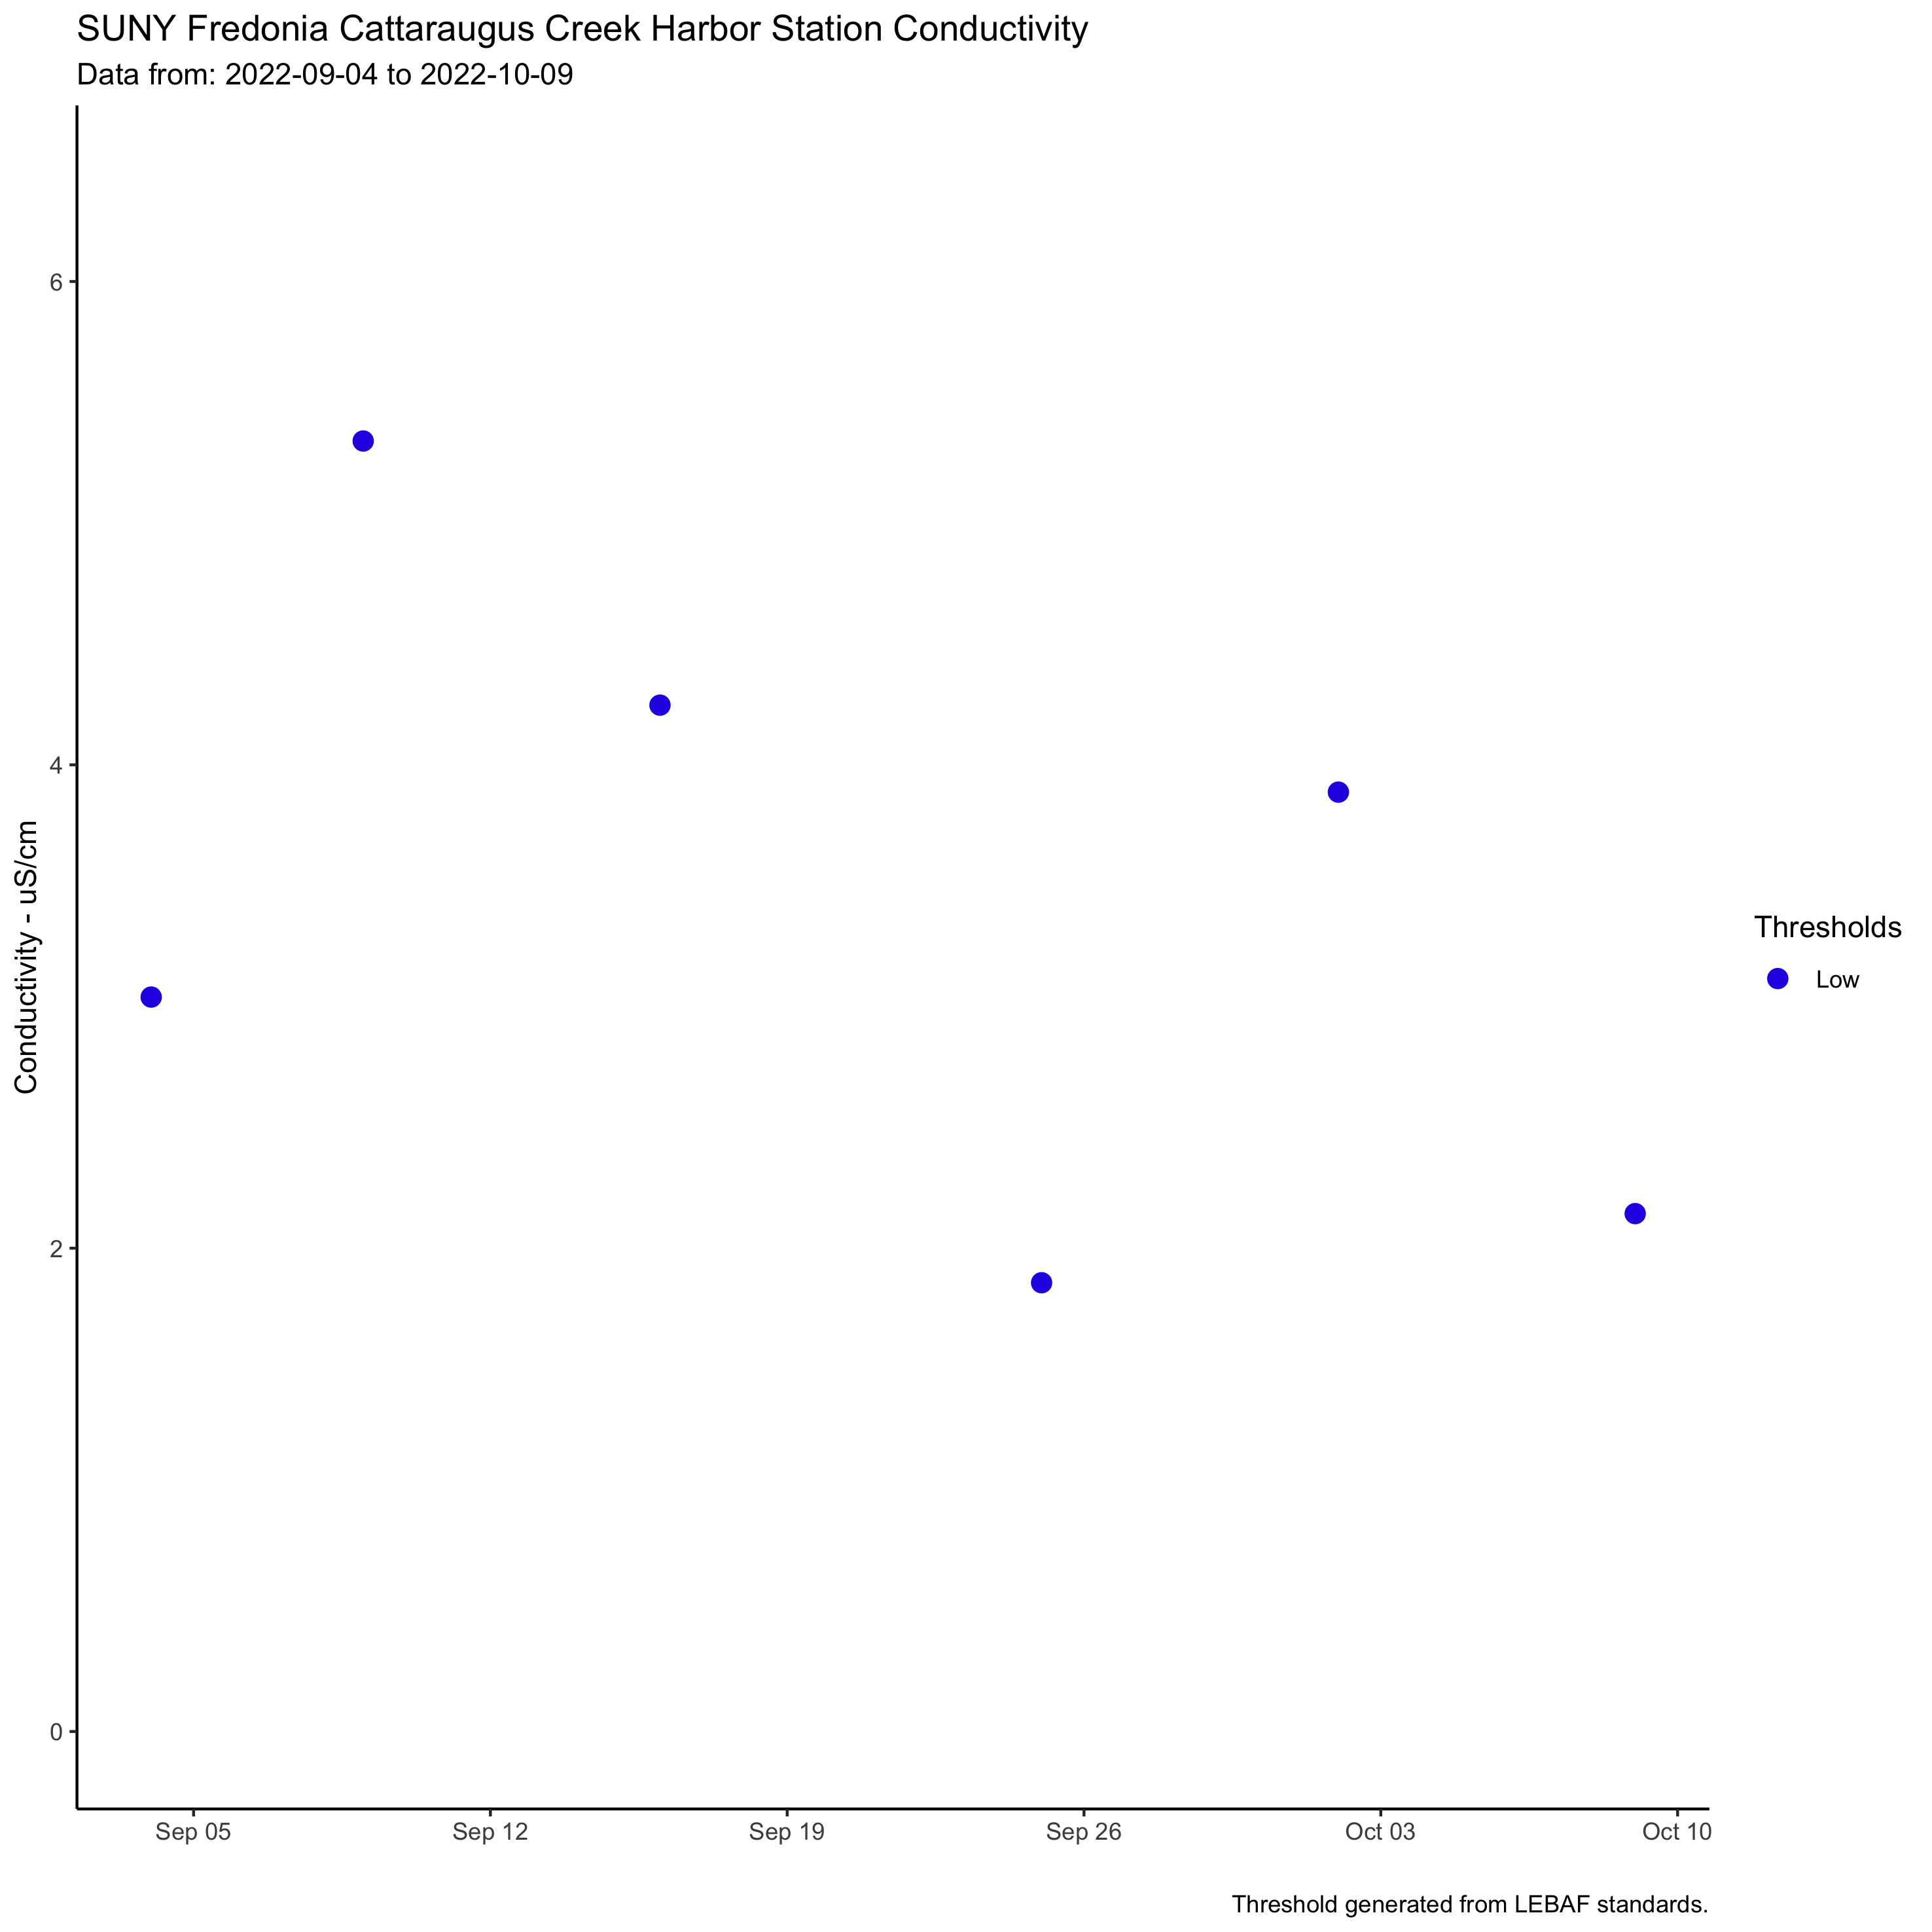 SUNY Fredonia Cattaraugus Creek Harbor Station Conductivity
Data from: 2022-09-04 to 2022-10-09
6
4
2
0
Conductivity - uS/cm
Sep 05
Sep 12
Sep 19
Sep 26
Oct 03
Oct 10
Thresholds
Low
Threshold generated from LEBAF standards.